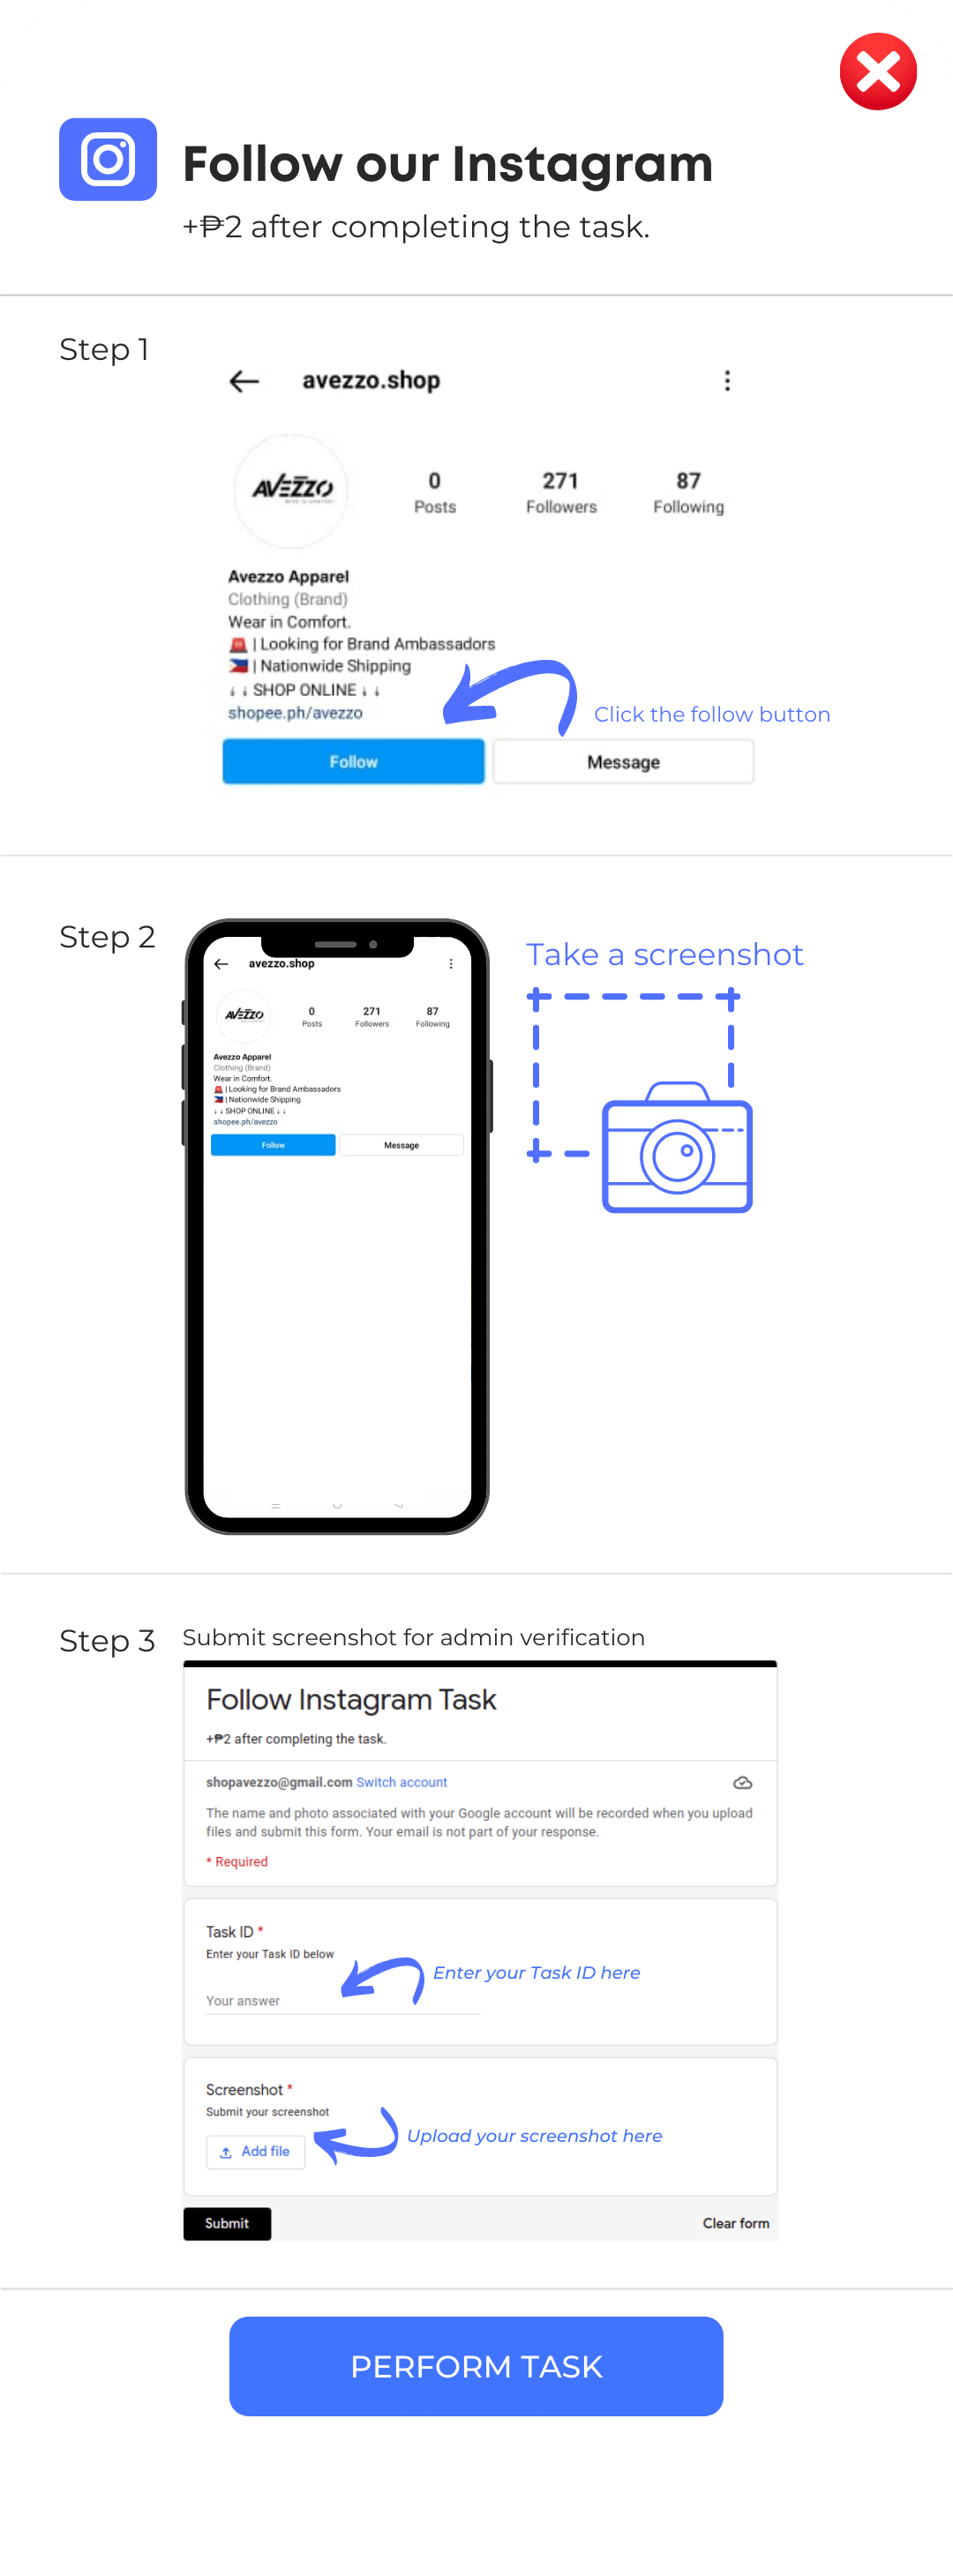 Follow our Instagram
+₱2 after completing the task.
Step 1
avezzo.shop
AVEZZO
0
Posts
271
Followers
87
Following
Avezzo Apparel
Clothing (Brand)
Wear in Comfort.
🚨 | Looking for Brand Ambassadors
🇵🇭 | Nationwide Shipping
↓ ↓ SHOP ONLINE ↓ ↓
shopee.ph/avezzo
Click the follow button
Follow
Message
Step 2
avezzo.shop
AVEZZO
0
Posts
271
Followers
87
Following
Avezzo Apparel
Clothing (Brand)
Wear in Comfort.
🚨 | Looking for Brand Ambassadors
🇵🇭 | Nationwide Shipping
↓ ↓ SHOP ONLINE ↓ ↓
shopee.ph/avezzo
Follow
Message
Take a screenshot
Step 3
Submit screenshot for admin verification
Follow Instagram Task
+₱2 after completing the task.
shopavezzo@gmail.com Switch account
The name and photo associated with your Google account will be recorded when you upload
files and submit this form. Your email is not part of your response.
* Required
Task ID *
Enter your Task ID below
Enter your Task ID here
Your answer
Screenshot *
Submit your screenshot
Upload your screenshot here
Add file
Submit
Clear form
PERFORM TASK